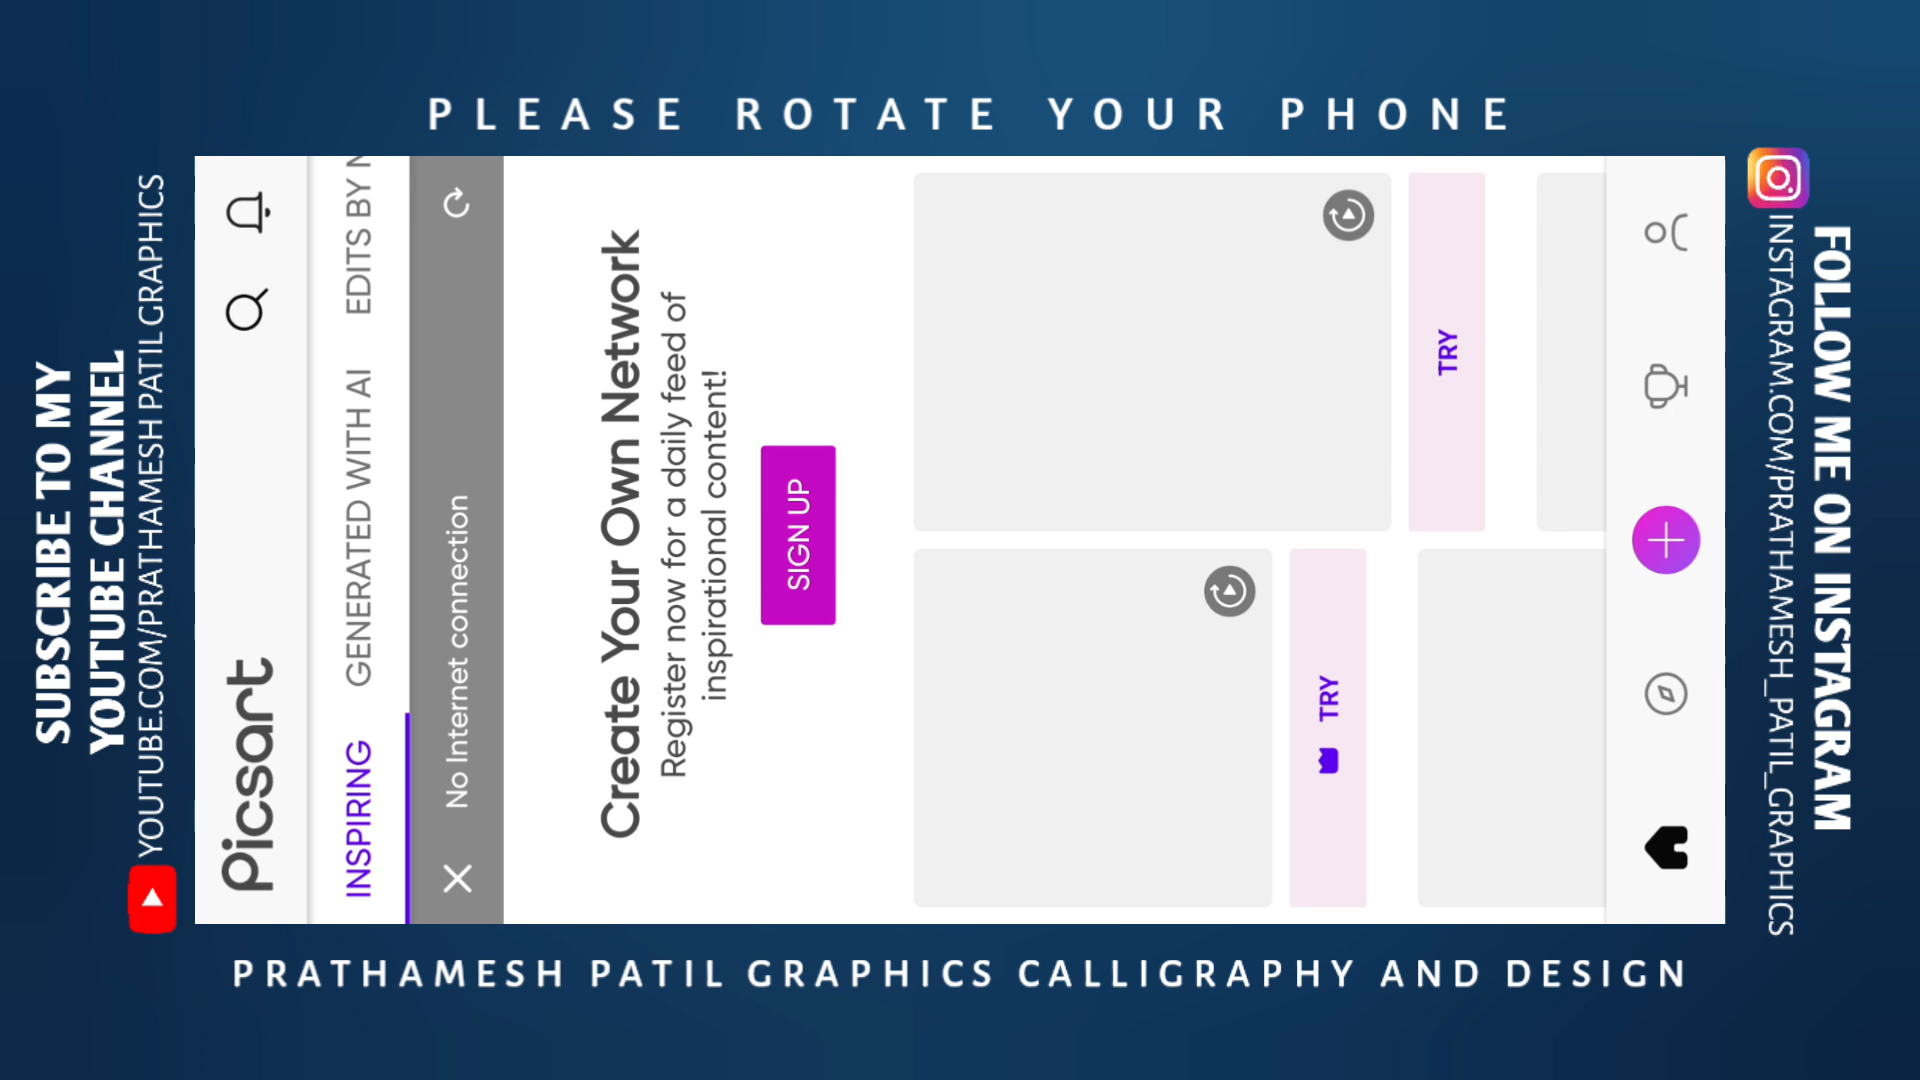 PLEASE ROTATE YOUR PHONE
SUBSCRIBE TO MY
YOUTUBE CHANNEL
YOUTUBE.COM/PRATHAMESH PATIL GRAPHICS
Picsart
INSPIRING GENERATED WITH AI EDITS BY
No Internet connection
Create Your Own Network
Register now for a daily feed of
inspirational content!
SIGN UP
TRY
TRY
FOLLOW ME ON INSTAGRAM
INSTAGRAM.COM/PRATHAMESH_PATIL_GRAPHICS
PRATHAMESH PATIL GRAPHICS CALLIGRAPHY AND DESIGN